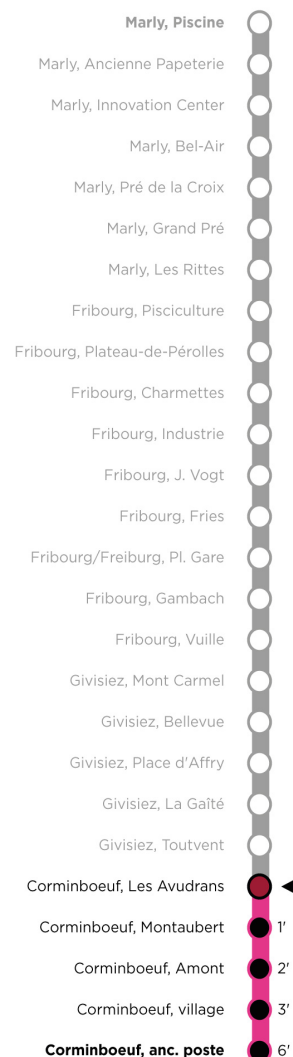 Marly, Piscine
Marly, Ancienne Papeterie
Marly, Innovation Center
Marly, Bel-Air
Marly, Pré de la Croix
Marly, Grand Pré
Marly, Les Rittes
Fribourg, Pisciculture
Fribourg, Plateau-de-Pérolles
Fribourg, Charmettes
Fribourg, Industrie
Fribourg, J. Vogt
Fribourg, Fries
Fribourg/Freiburg, Pl. Gare
Fribourg, Gambach
Fribourg, Vuille
Givisiez, Mont Carmel
Givisiez, Bellevue
Givisiez, Place d'Affry
Givisiez, La Gaîté
Givisiez, Toutvent
Corminboeuf, Les Avudrans
Corminboeuf, Montaubert 1'
Corminboeuf, Amont 2'
Corminboeuf, village 3'
Corminboeuf, anc. poste 6'